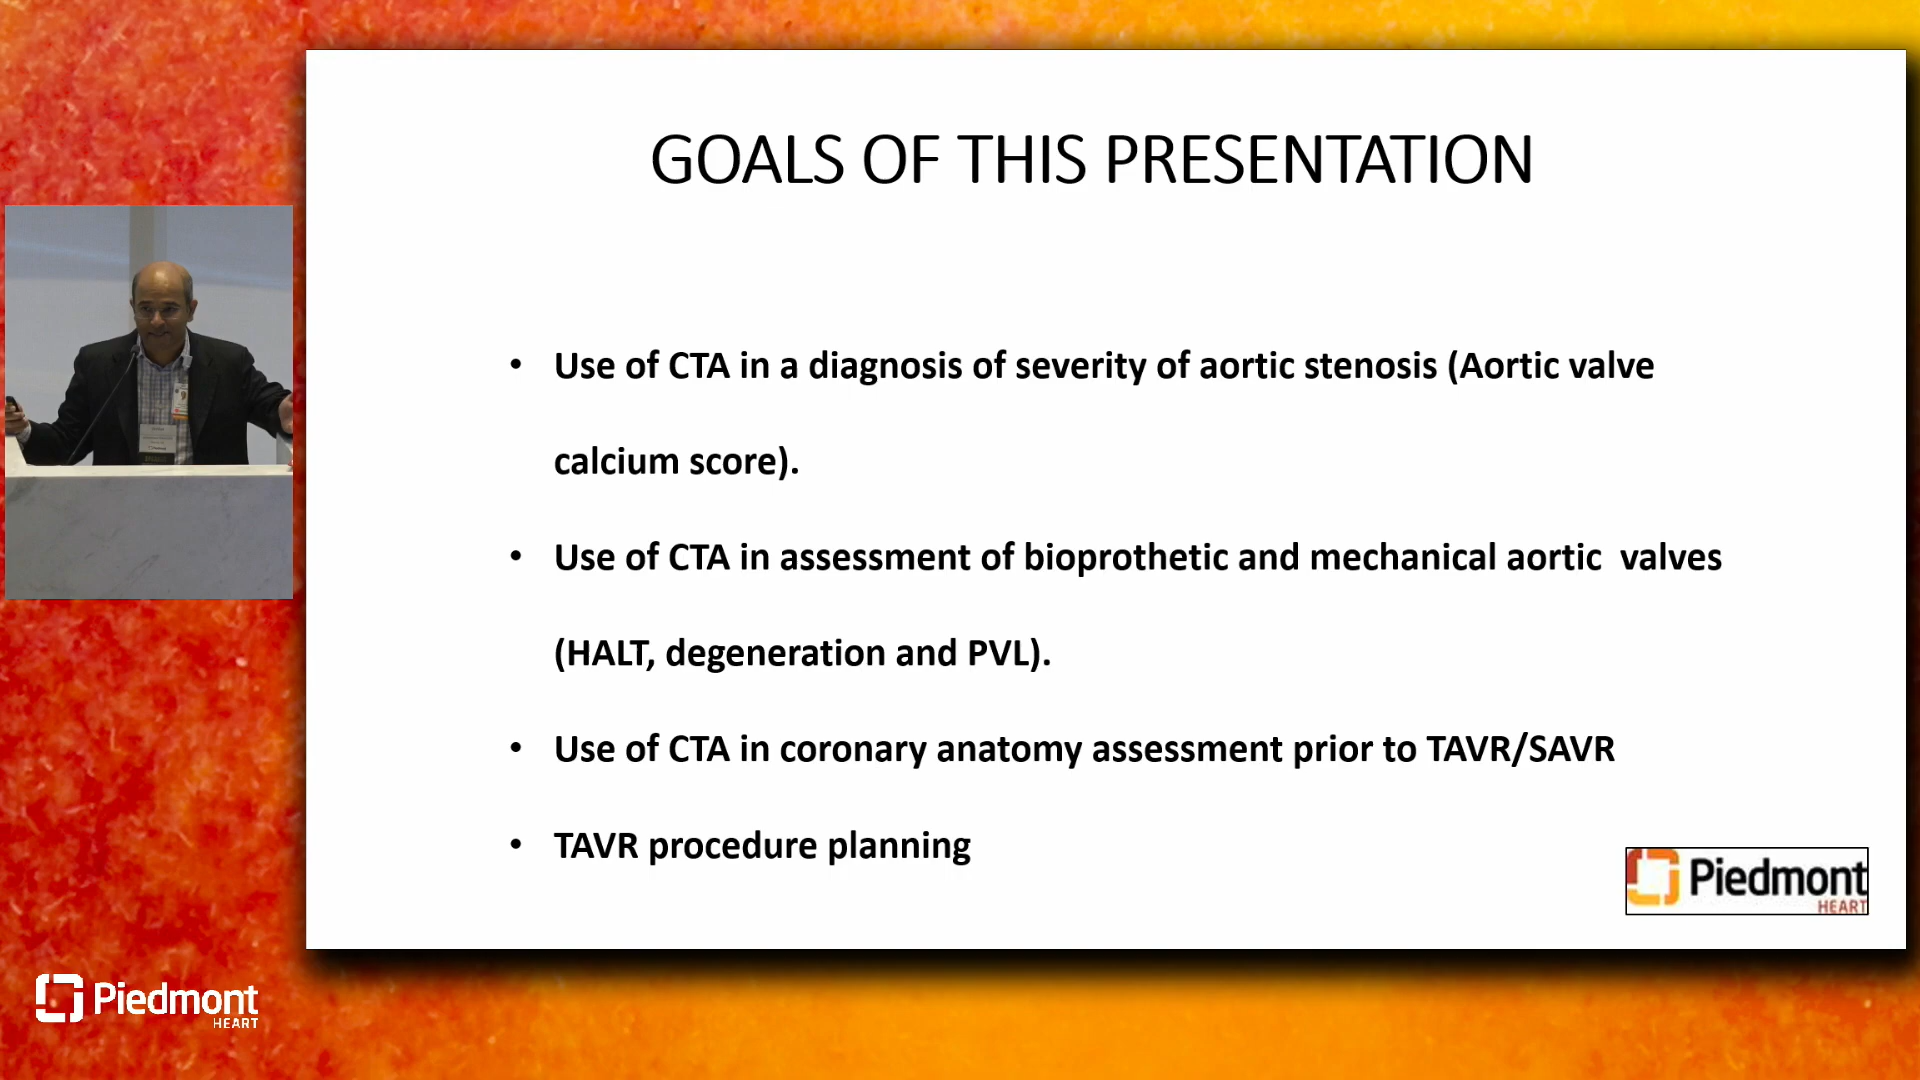 GOALS OF THIS PRESENTATION
• Use of CTA in a diagnosis of severity of aortic stenosis (Aortic valve
calcium score).
• Use of CTA in assessment of bioprothetic and mechanical aortic valves
(HALT, degeneration and PVL).
• Use of CTA in coronary anatomy assessment prior to TAVR/SAVR
• TAVR procedure planning
Piedmont
HEART
Piedmont
HEART